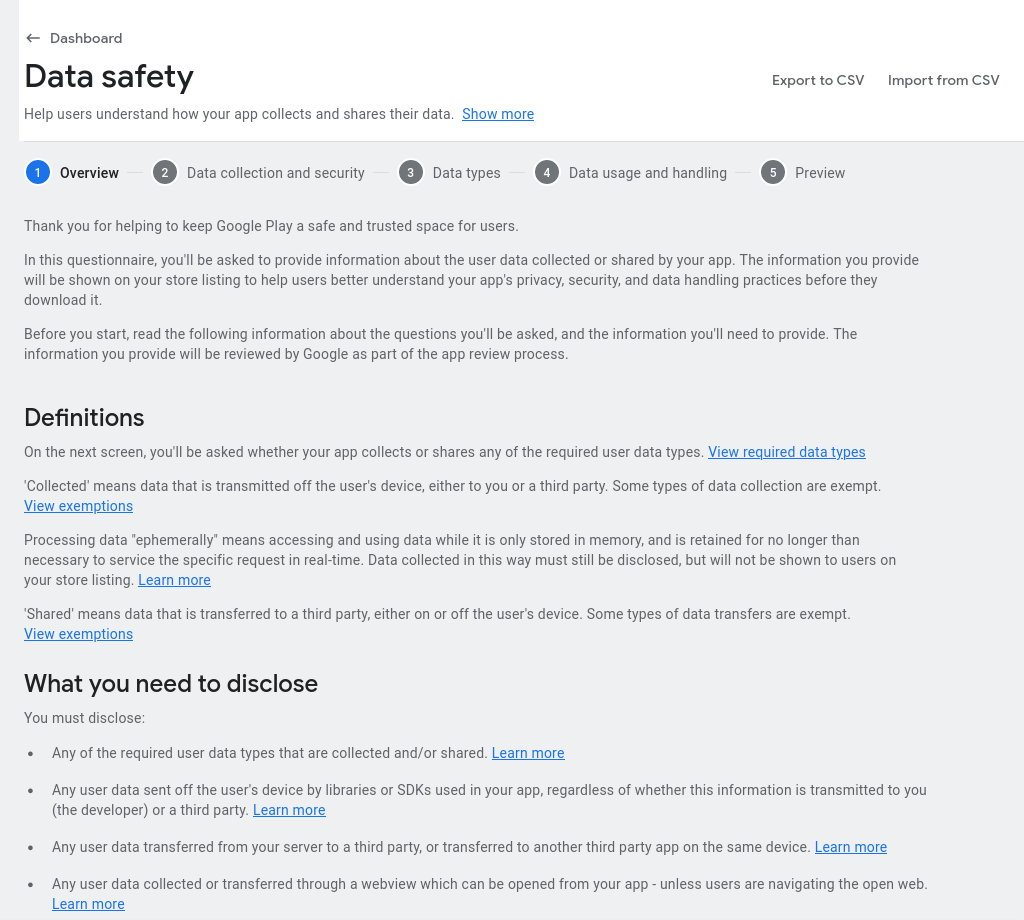 ← Dashboard
Data safety
Export to CSV
Import from CSV
Help users understand how your app collects and shares their data. Show more
1 Overview
2 Data collection and security
3 Data types
4 Data usage and handling
5 Preview
Thank you for helping to keep Google Play a safe and trusted space for users.
In this questionnaire, you'll be asked to provide information about the user data collected or shared by your app. The information you provide
will be shown on your store listing to help users better understand your app's privacy, security, and data handling practices before they
download it.
Before you start, read the following information about the questions you'll be asked, and the information you'll need to provide. The
information you provide will be reviewed by Google as part of the app review process.
Definitions
On the next screen, you'll be asked whether your app collects or shares any of the required user data types. View required data types
'Collected' means data that is transmitted off the user's device, either to you or a third party. Some types of data collection are exempt.
View exemptions
Processing data "ephemerally" means accessing and using data while it is only stored in memory, and is retained for no longer than
necessary to service the specific request in real-time. Data collected in this way must still be disclosed, but will not be shown to users on
your store listing. Learn more
'Shared' means data that is transferred to a third party, either on or off the user's device. Some types of data transfers are exempt.
View exemptions
What you need to disclose
You must disclose:
• Any of the required user data types that are collected and/or shared. Learn more
• Any user data sent off the user's device by libraries or SDKs used in your app, regardless of whether this information is transmitted to you
(the developer) or a third party. Learn more
• Any user data transferred from your server to a third party, or transferred to another third party app on the same device. Learn more
• Any user data collected or transferred through a webview which can be opened from your app - unless users are navigating the open web.
Learn more